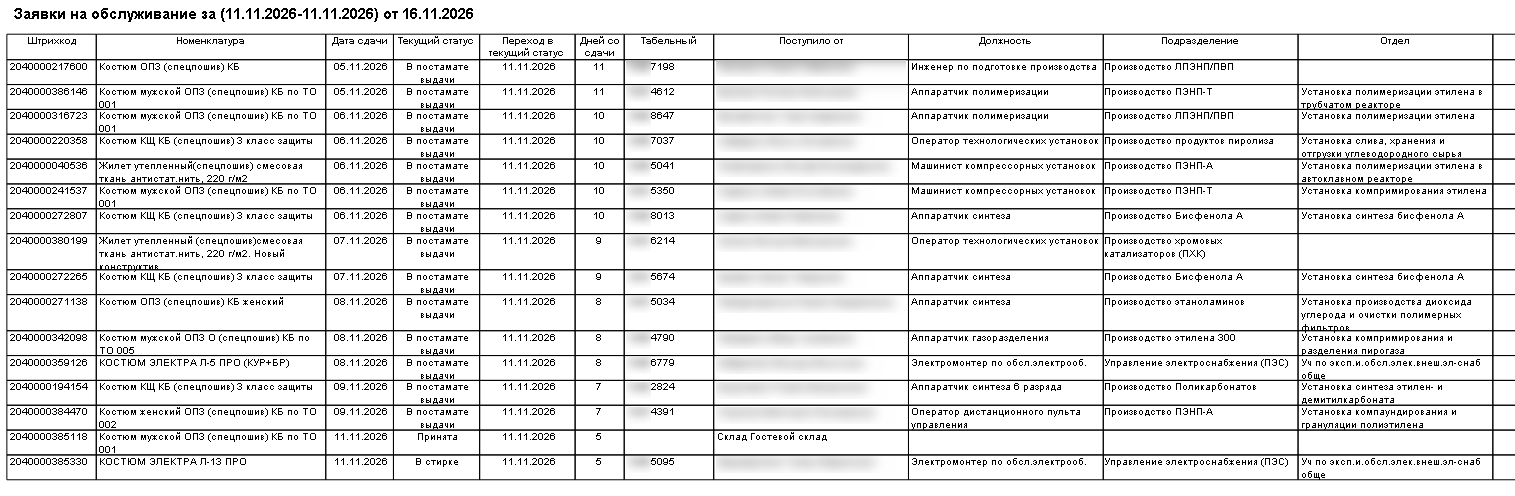 Заявки на обслуживание за (11.11.2026-11.11.2026) от 16.11.2026
Штрихкод Номенклатура Дата сдачи Текущий статус Переход в текущий статус Дней со сдачи Табельный Поступило от Должность Подразделение Отдел
2040000217600 Костюм ОПЗ (спецпошив) КБ 05.11.2026 В постамате выдачи 11.11.2026 11 7198 Инженер по подготовке производства Производство ЛПЭНП/ПВП
2040000386146 Костюм мужской ОПЗ (спецпошив) КБ по ТО 001 05.11.2026 В постамате выдачи 11.11.2026 11 4612 Аппаратчик полимеризации Производство ПЭНП-Т Установка полимеризации этилена в трубчатом реакторе
2040000316723 Костюм мужской ОПЗ (спецпошив) КБ по ТО 001 06.11.2026 В постамате выдачи 11.11.2026 10 8647 Аппаратчик полимеризации Производство ЛПЭНП/ПВП Установка полимеризации этилена
2040000220358 Костюм КЩ КБ (спецпошив) 3 класс защиты 06.11.2026 В постамате выдачи 11.11.2026 10 7037 Оператор технологических установок Производство продуктов пиролиза Установка слива, хранения и отгрузки углеводородного сырья
2040000040536 Жилет утепленный(спецпошив) смесовая ткань антистат.нить, 220 г/м2 06.11.2026 В постамате выдачи 11.11.2026 10 5041 Машинист компрессорных установок Производство ПЭНП-А Установка полимеризации этилена в автоклавном реакторе
2040000241537 Костюм мужской ОПЗ (спецпошив) КБ по ТО 001 06.11.2026 В постамате выдачи 11.11.2026 10 5350 Машинист компрессорных установок Производство ПЭНП-Т Установка компримирования этилена
2040000272807 Костюм КЩ КБ (спецпошив) 3 класс защиты 06.11.2026 В постамате выдачи 11.11.2026 10 8013 Аппаратчик синтеза Производство Бисфенола А Установка синтеза бисфенола А
2040000380199 Жилет утепленный (спецпошив)смесовая ткань антистат.нить, 220 г/м2. Новый конструктив 07.11.2026 В постамате выдачи 11.11.2026 9 6214 Оператор технологических установок Производство хромовых катализаторов (ПХК)
2040000272265 Костюм КЩ КБ (спецпошив) 3 класс защиты 07.11.2026 В постамате выдачи 11.11.2026 9 5674 Аппаратчик синтеза Производство Бисфенола А Установка синтеза бисфенола А
2040000271138 Костюм ОПЗ (спецпошив) КБ женский 08.11.2026 В постамате выдачи 11.11.2026 8 5034 Аппаратчик синтеза Производство этаноламинов Установка производства диоксида углерода и очистки полимерных фильтров
2040000342098 Костюм мужской ОПЗ О (спецпошив) КБ по ТО 005 08.11.2026 В постамате выдачи 11.11.2026 8 4790 Аппаратчик газоразделения Производство этилена 300 Установка компримирования и разделения пирогаза
2040000359126 КОСТЮМ ЭЛЕКТРА Л-5 ПРО (КУР+БР) 08.11.2026 В постамате выдачи 11.11.2026 8 6779 Электромонтер по обсл.электрооб. Управление электроснабжения (ПЭС) Уч по эксп.и.обсл.элек.внеш.эл-снаб обще
2040000194154 Костюм КЩ КБ (спецпошив) 3 класс защиты 09.11.2026 В постамате выдачи 11.11.2026 7 2824 Аппаратчик синтеза 6 разряда Производство Поликарбонатов Установка синтеза этилен- и демитилкарбоната
2040000384470 Костюм женский ОПЗ (спецпошив) КБ по ТО 002 09.11.2026 В постамате выдачи 11.11.2026 7 4391 Оператор дистанционного пульта управления Производство ПЭНП-А Установка компаундирования и грануляции полиэтилена
2040000385118 Костюм мужской ОПЗ (спецпошив) КБ по ТО 001 11.11.2026 Принята 11.11.2026 5 Склад Гостевой склад
2040000385330 КОСТЮМ ЭЛЕКТРА Л-13 ПРО 11.11.2026 В стирке 11.11.2026 5 5095 Электромонтер по обсл.электрооб. Управление электроснабжения (ПЭС) Уч по эксп.и.обсл.элек.внеш.эл-снаб обще